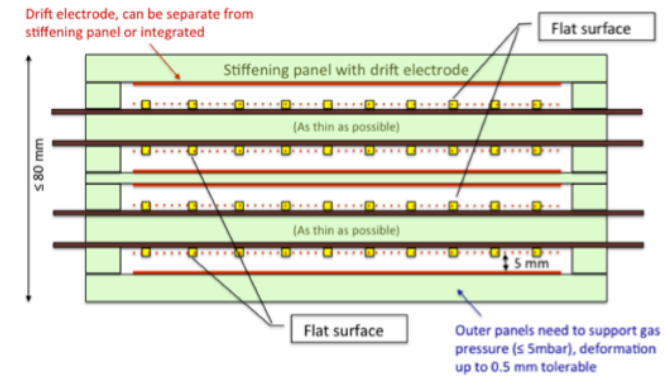 Drift electrode, can be separate from
stiffening panel or integrated
Flat surface
Stiffening panel with drift electrode
(As thin as possible)
≤ 80 mm
(As thin as possible)
5 mm
Flat surface
Outer panels need to support gas
pressure (≤ 5mbar), deformation
up to 0.5 mm tolerable